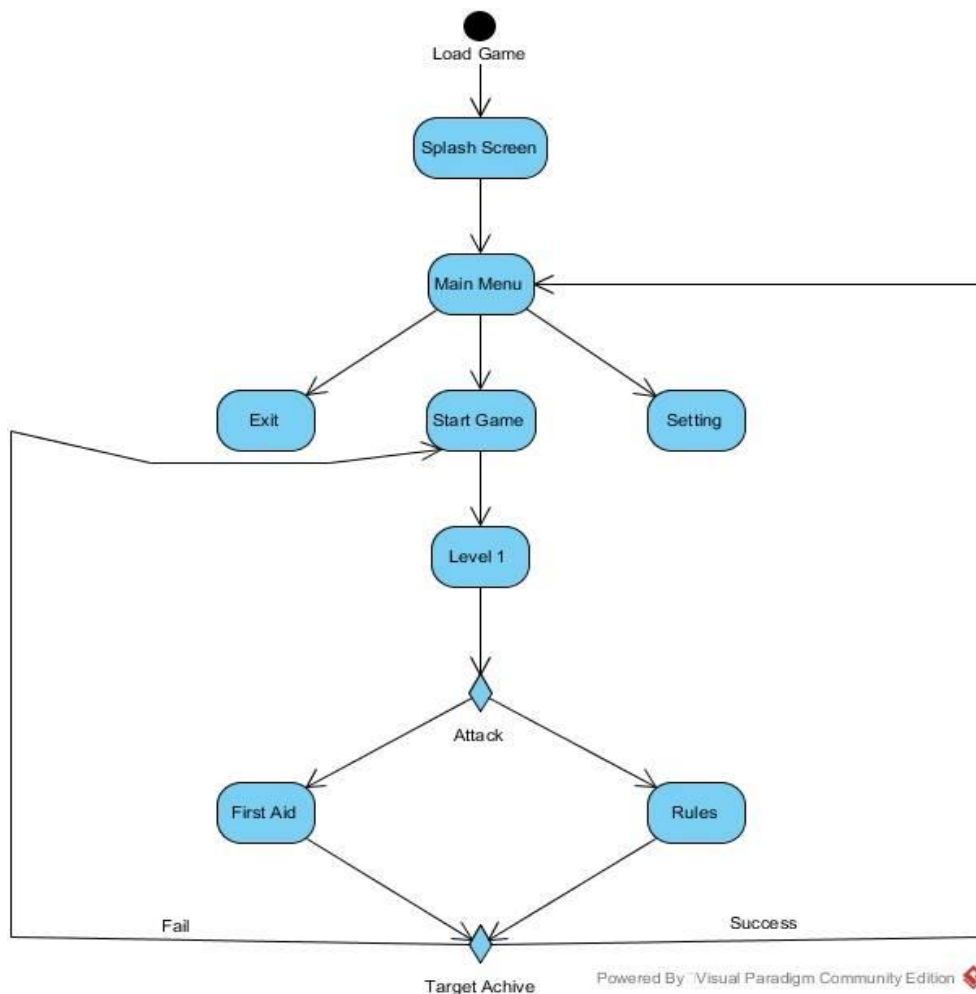 Load Game
Splash Screen
Main Menu
Exit
Start Game
Setting
Level 1
Attack
First Aid
Rules
Fail
Success
Target Achive
Powered By Visual Paradigm Community Edition